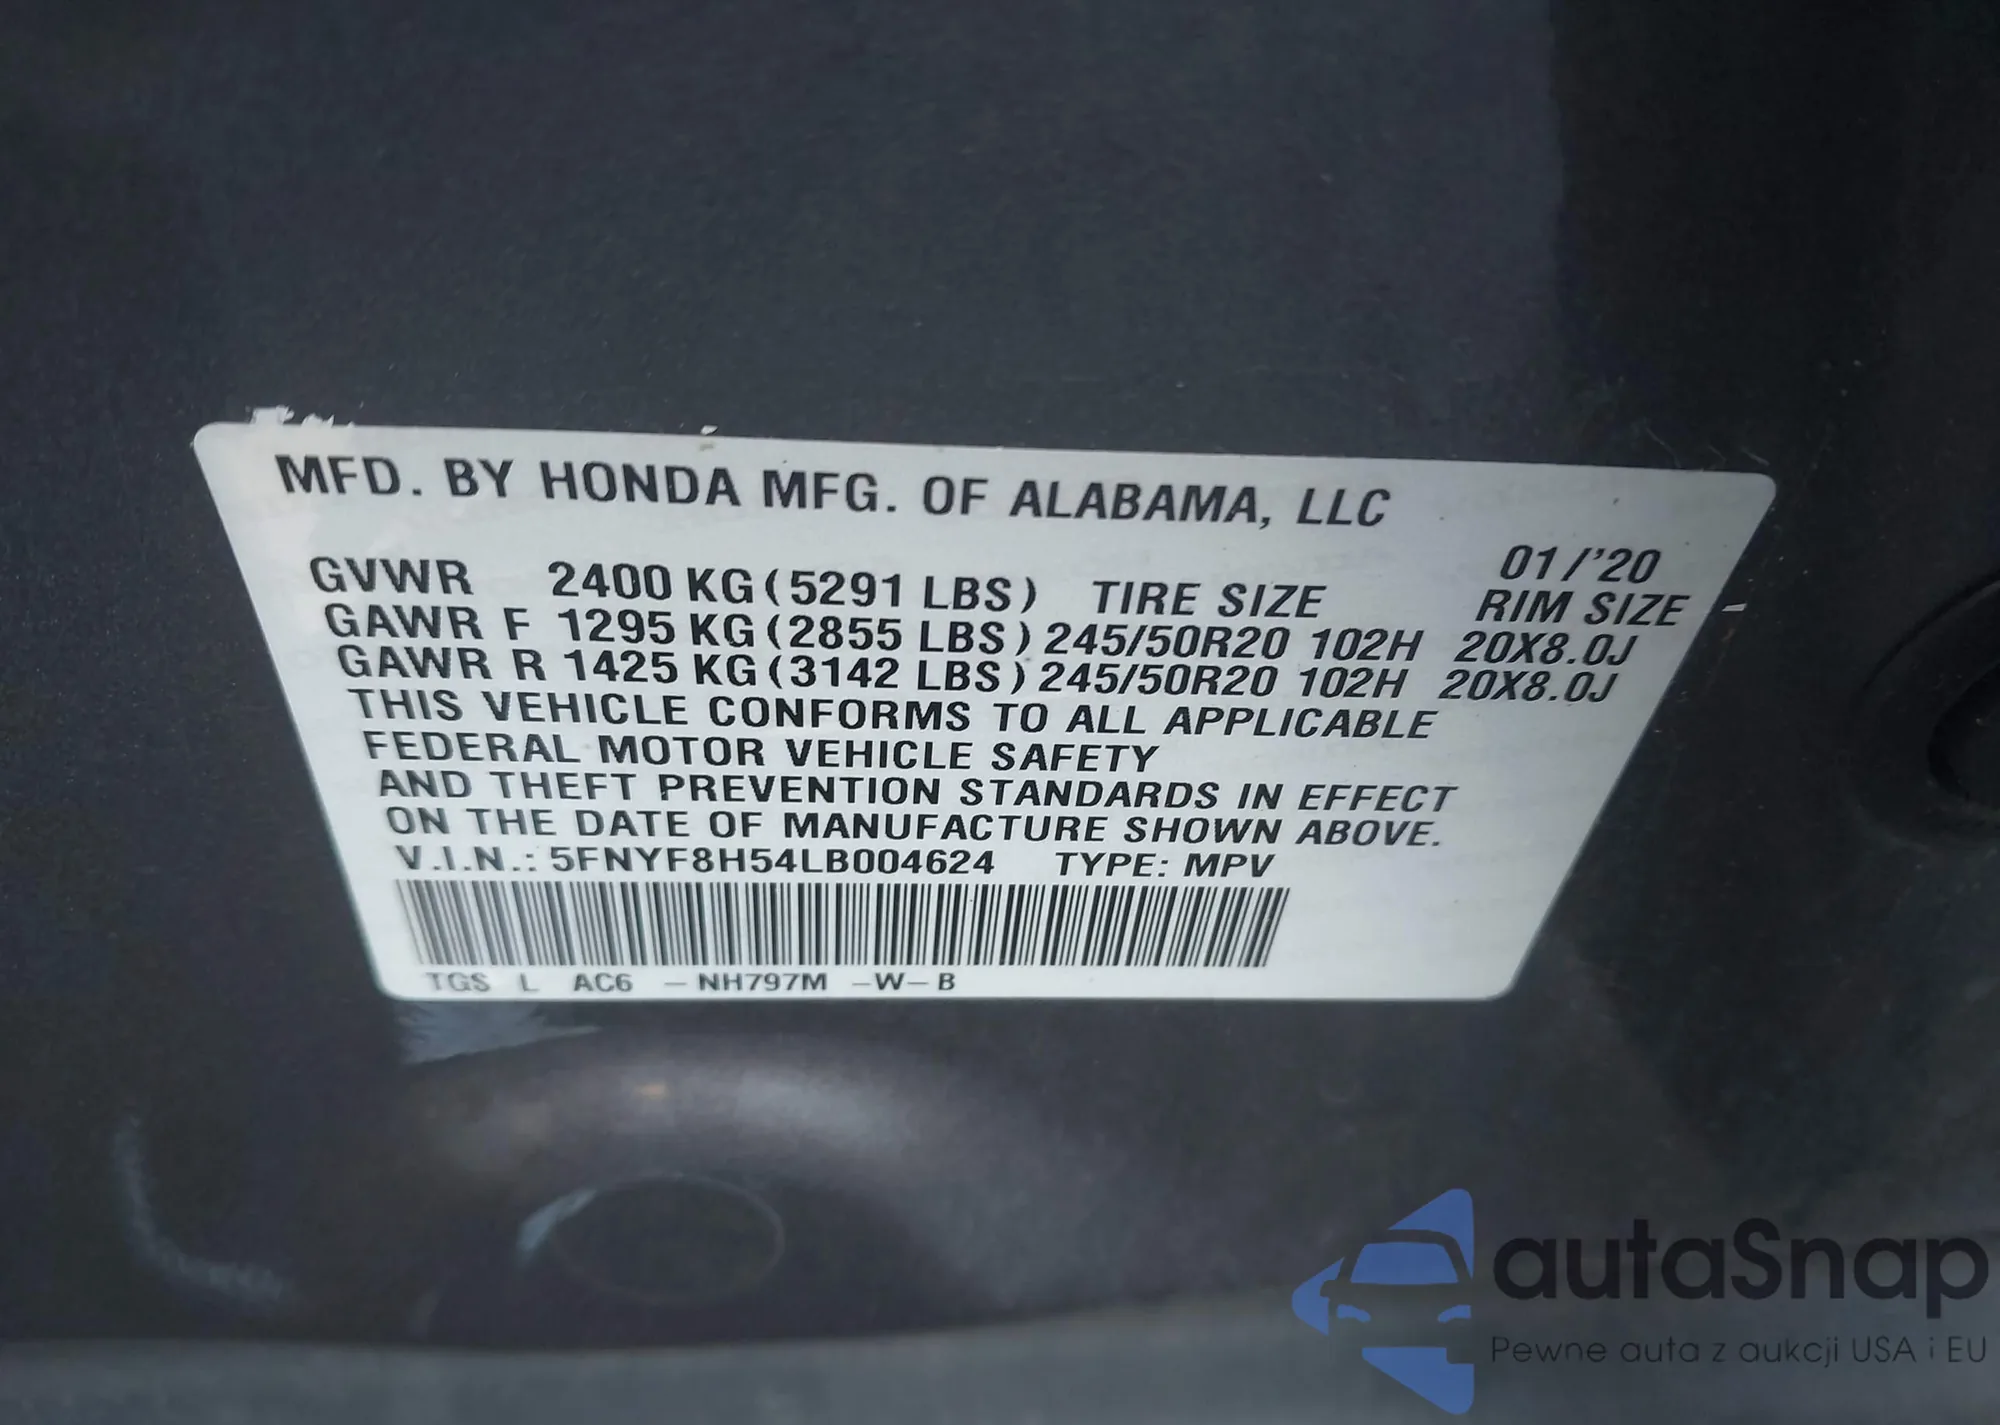 MFD. BY HONDA MFG. OF ALABAMA, LLC
01/'20
GVWR 2400 KG (5291 LBS) TIRE SIZE RIM SIZE
GAWR F 1295 KG (2855 LBS) 245/50R20 102H 20X8.0J
GAWR R 1425 KG (3142 LBS) 245/50R20 102H 20X8.0J
THIS VEHICLE CONFORMS TO ALL APPLICABLE
FEDERAL MOTOR VEHICLE SAFETY
AND THEFT PREVENTION STANDARDS IN EFFECT
ON THE DATE OF MANUFACTURE SHOWN ABOVE.
V.I.N.: 5FNYF8H54LB004624 TYPE: MPV
TGS L AC6 - NH797M -W- B
autaSnap
Pewne auta z aukcji USA i EU